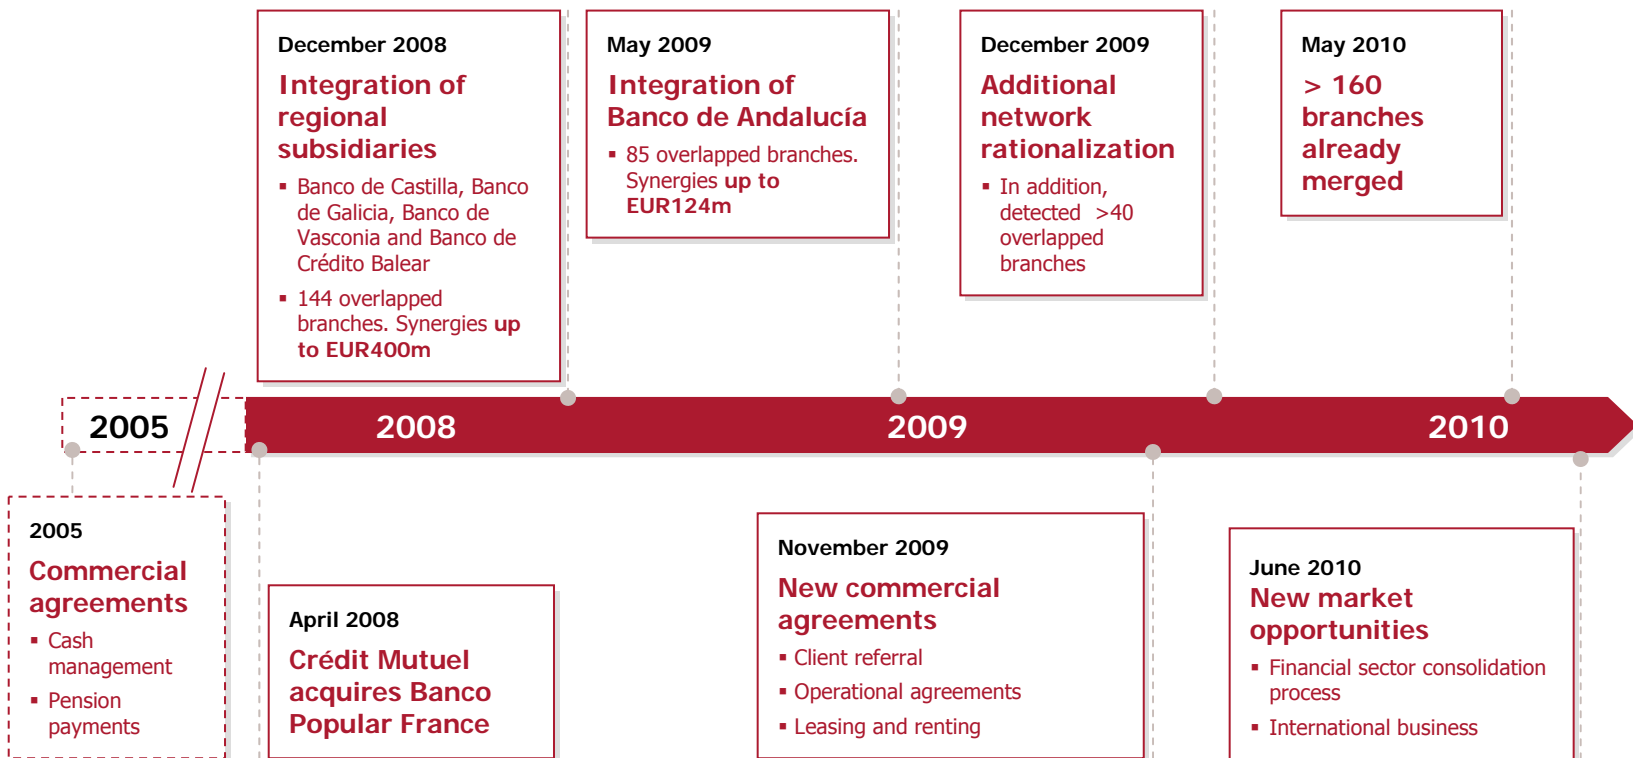 December 2008
Integration of
regional
subsidiaries
▪ Banco de Castilla, Banco
de Galicia, Banco de
Vasconia and Banco de
Crédito Balear
▪ 144 overlapped
branches. Synergies up
to EUR400m
May 2009
Integration of
Banco de Andalucía
▪ 85 overlapped branches.
Synergies up to
EUR124m
December 2009
Additional
network
rationalization
▪ In addition,
detected >40
overlapped
branches
May 2010
> 160
branches
already
merged
2005
2008
2009
2010
2005
Commercial
agreements
▪ Cash
management
▪ Pension
payments
April 2008
Crédit Mutuel
acquires Banco
Popular France
November 2009
New commercial
agreements
▪ Client referral
▪ Operational agreements
▪ Leasing and renting
June 2010
New market
opportunities
▪ Financial sector consolidation
process
▪ International business